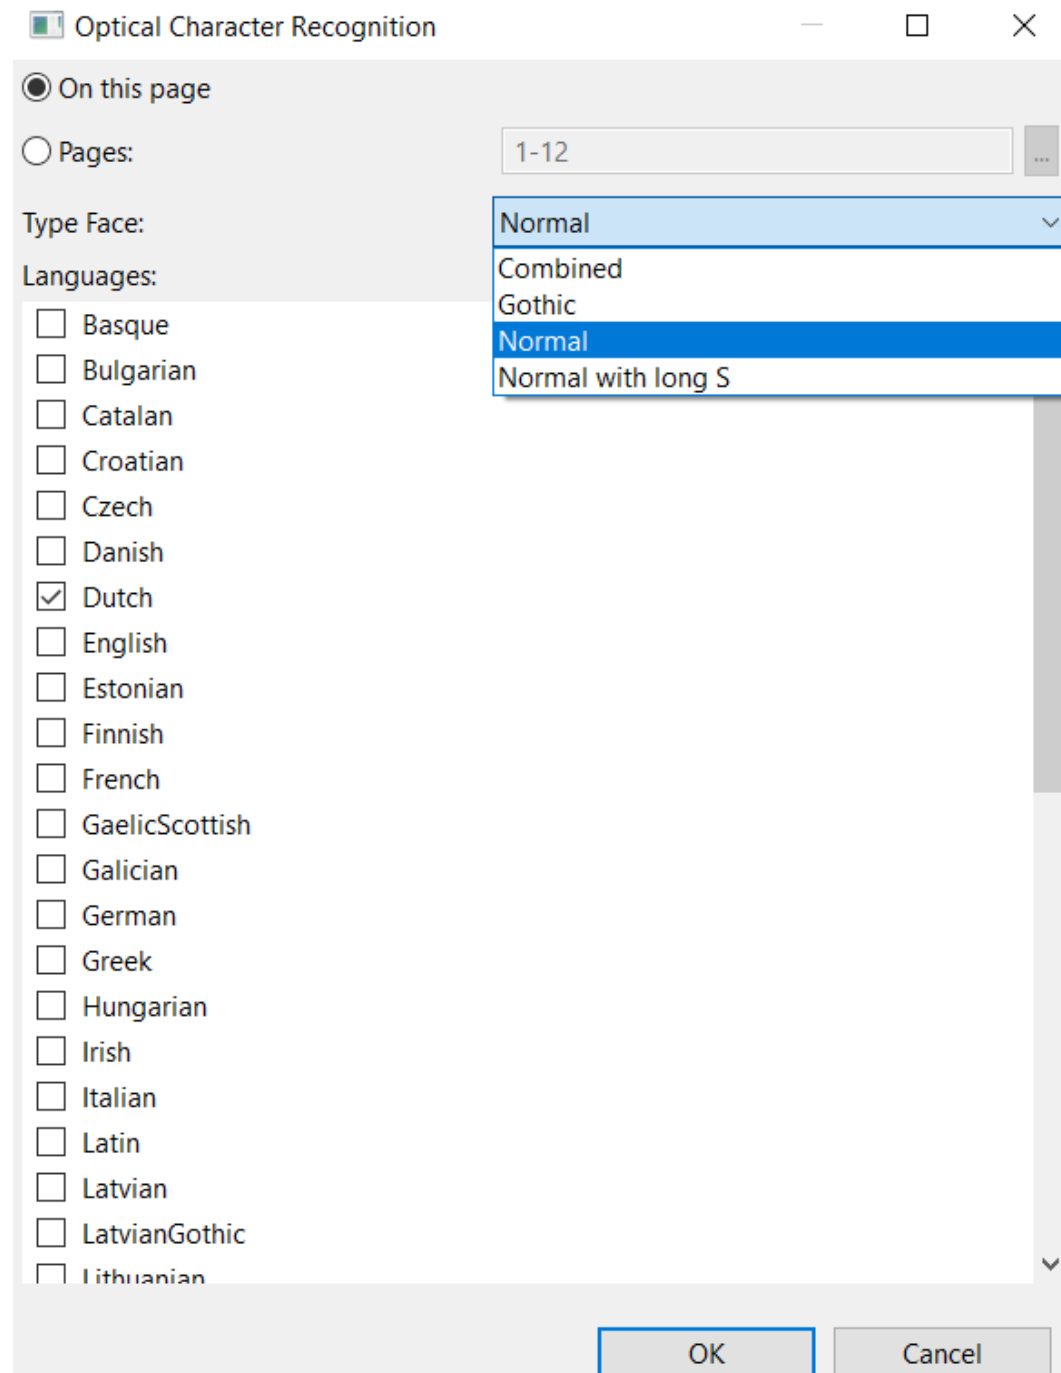 Optical Character Recognition
On this page
Pages:
1-12
...
Type Face:
Normal
Combined
Gothic
Normal
Normal with long S
Languages:
Basque
Bulgarian
Catalan
Croatian
Czech
Danish
Dutch
English
Estonian
Finnish
French
GaelicScottish
Galician
German
Greek
Hungarian
Irish
Italian
Latin
Latvian
LatvianGothic
Lithuanian
OK
Cancel